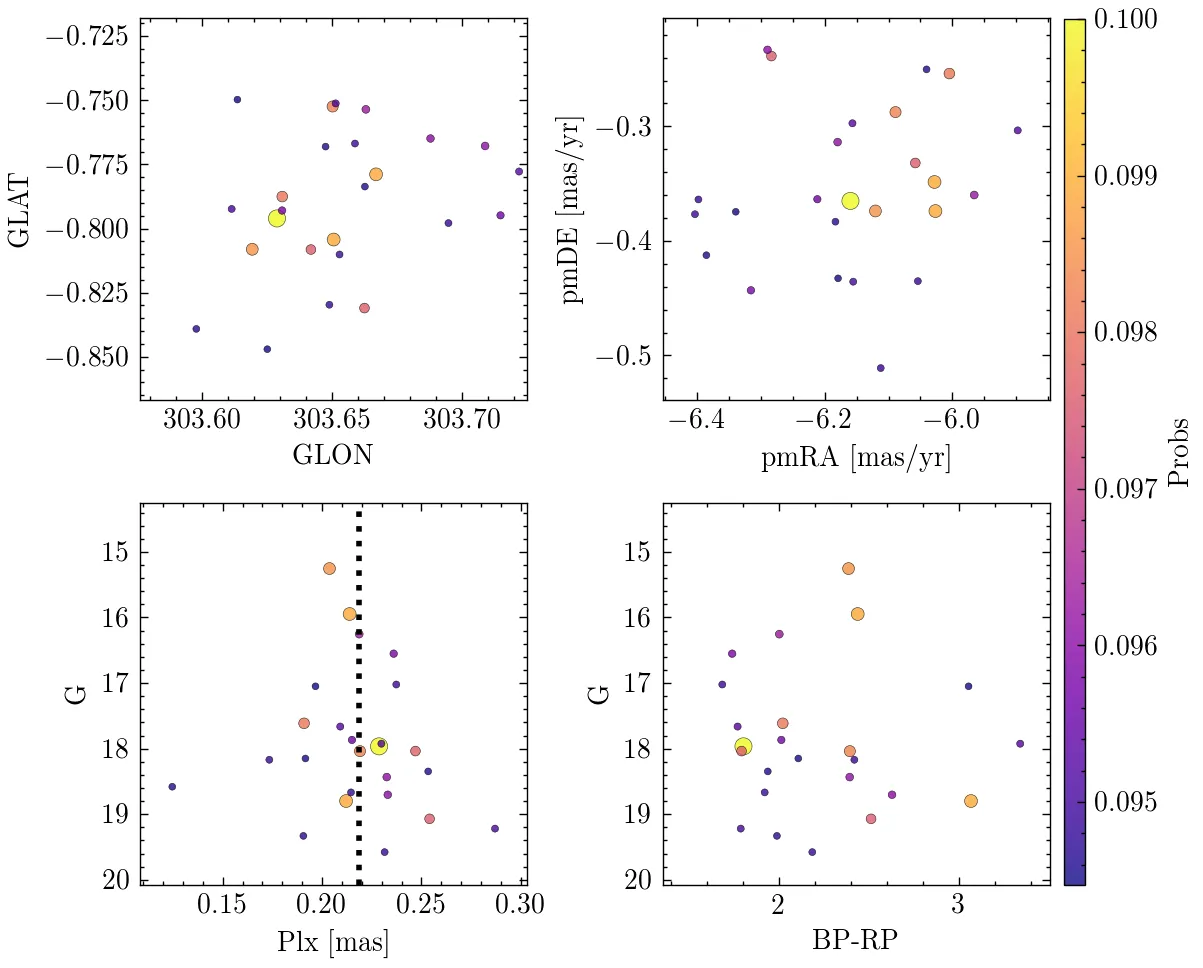 −0.725
−0.750
−0.775
−0.800
−0.825
−0.850
GLAT
303.60 303.65 303.70
GLON
−0.3
−0.4
−0.5
pmDE [mas/yr]
−6.4 −6.2 −6.0
pmRA [mas/yr]
15
16
17
18
19
20
G
0.15 0.20 0.25 0.30
Plx [mas]
15
16
17
18
19
20
G
2 3
BP-RP
0.100
0.099
0.098
0.097
0.096
0.095
Probs